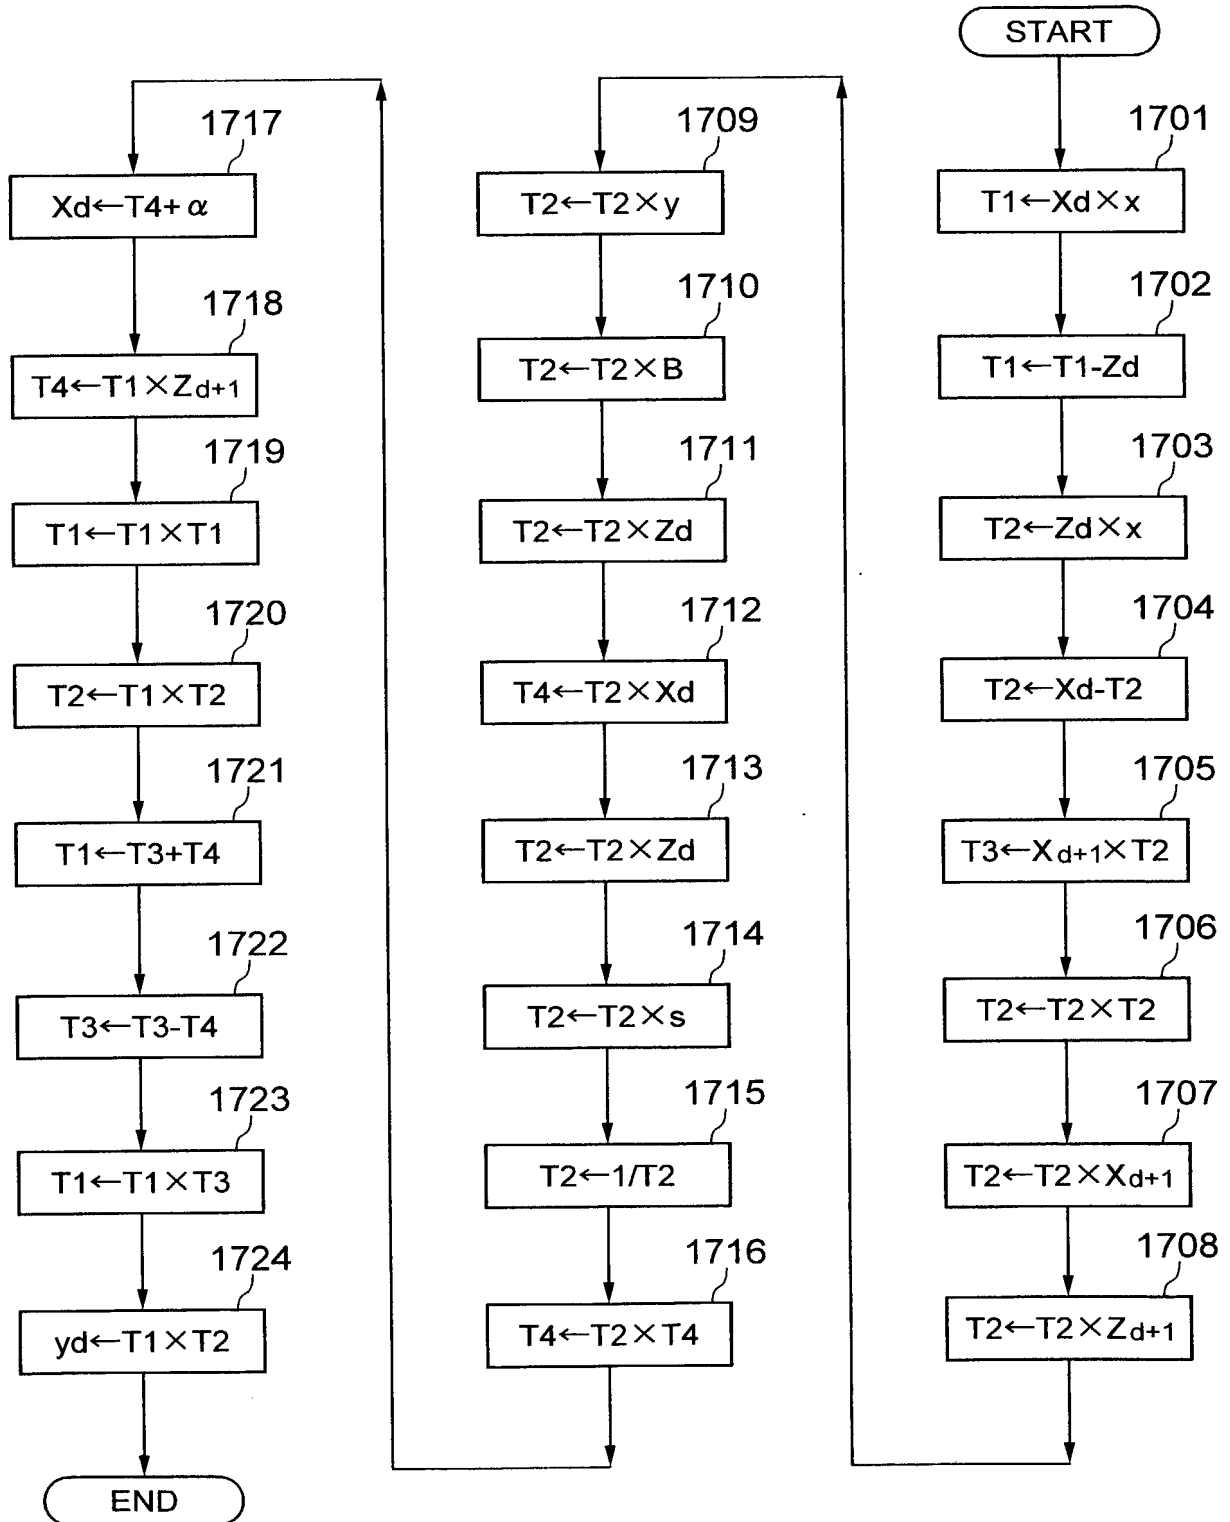 START
1701
T1←Xd×x
1702
T1←T1-Zd
1703
T2←Zd×x
1704
T2←Xd-T2
1705
T3←Xd+1×T2
1706
T2←T2×T2
1707
T2←T2×Xd+1
1708
T2←T2×Zd+1
1709
T2←T2×y
1710
T2←T2×B
1711
T2←T2×Zd
1712
T4←T2×Xd
1713
T2←T2×Zd
1714
T2←T2×s
1715
T2←1/T2
1716
T4←T2×T4
1717
Xd←T4+α
1718
T4←T1×Zd+1
1719
T1←T1×T1
1720
T2←T1×T2
1721
T1←T3+T4
1722
T3←T3-T4
1723
T1←T1×T3
1724
yd←T1×T2
END